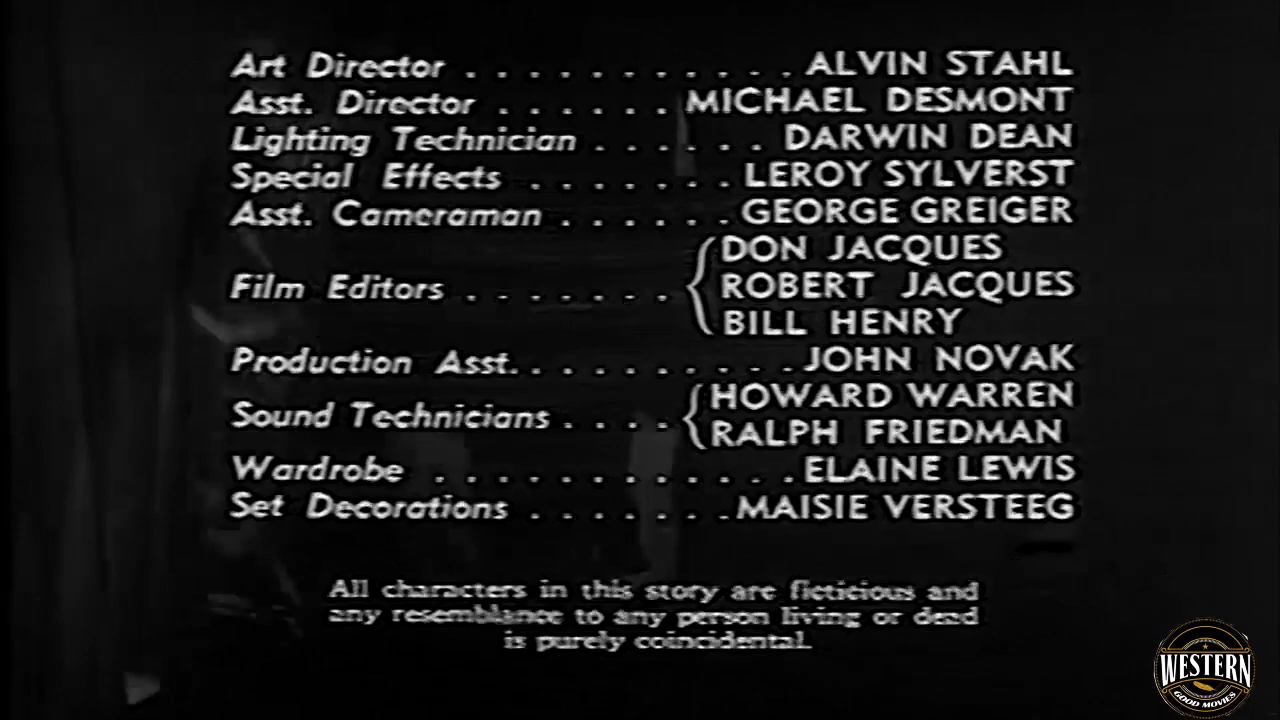 Art Director . . . . . . . . . . . ALVIN STAHL
Asst. Director . . . . . . MICHAEL DESMONT
Lighting Technician . . . . . . DARWIN DEAN
Special Effects . . . . . . . LEROY SYLVERST
Asst. Cameraman . . . . . . GEORGE GREIGER
DON JACQUES
Film Editors . . . . . . . ROBERT JACQUES
BILL HENRY
Production Asst. . . . . . . . . . JOHN NOVAK
HOWARD WARREN
Sound Technicians . . . .
RALPH FRIEDMAN
Wardrobe . . . . . . . . . . . . ELAINE LEWIS
Set Decorations . . . . . . . MAISIE VERSTEEG
All characters in this story are ficticious and
any resemblance to any person living or dead
is purely coincidental.
WESTERN
GOOD MOVIES